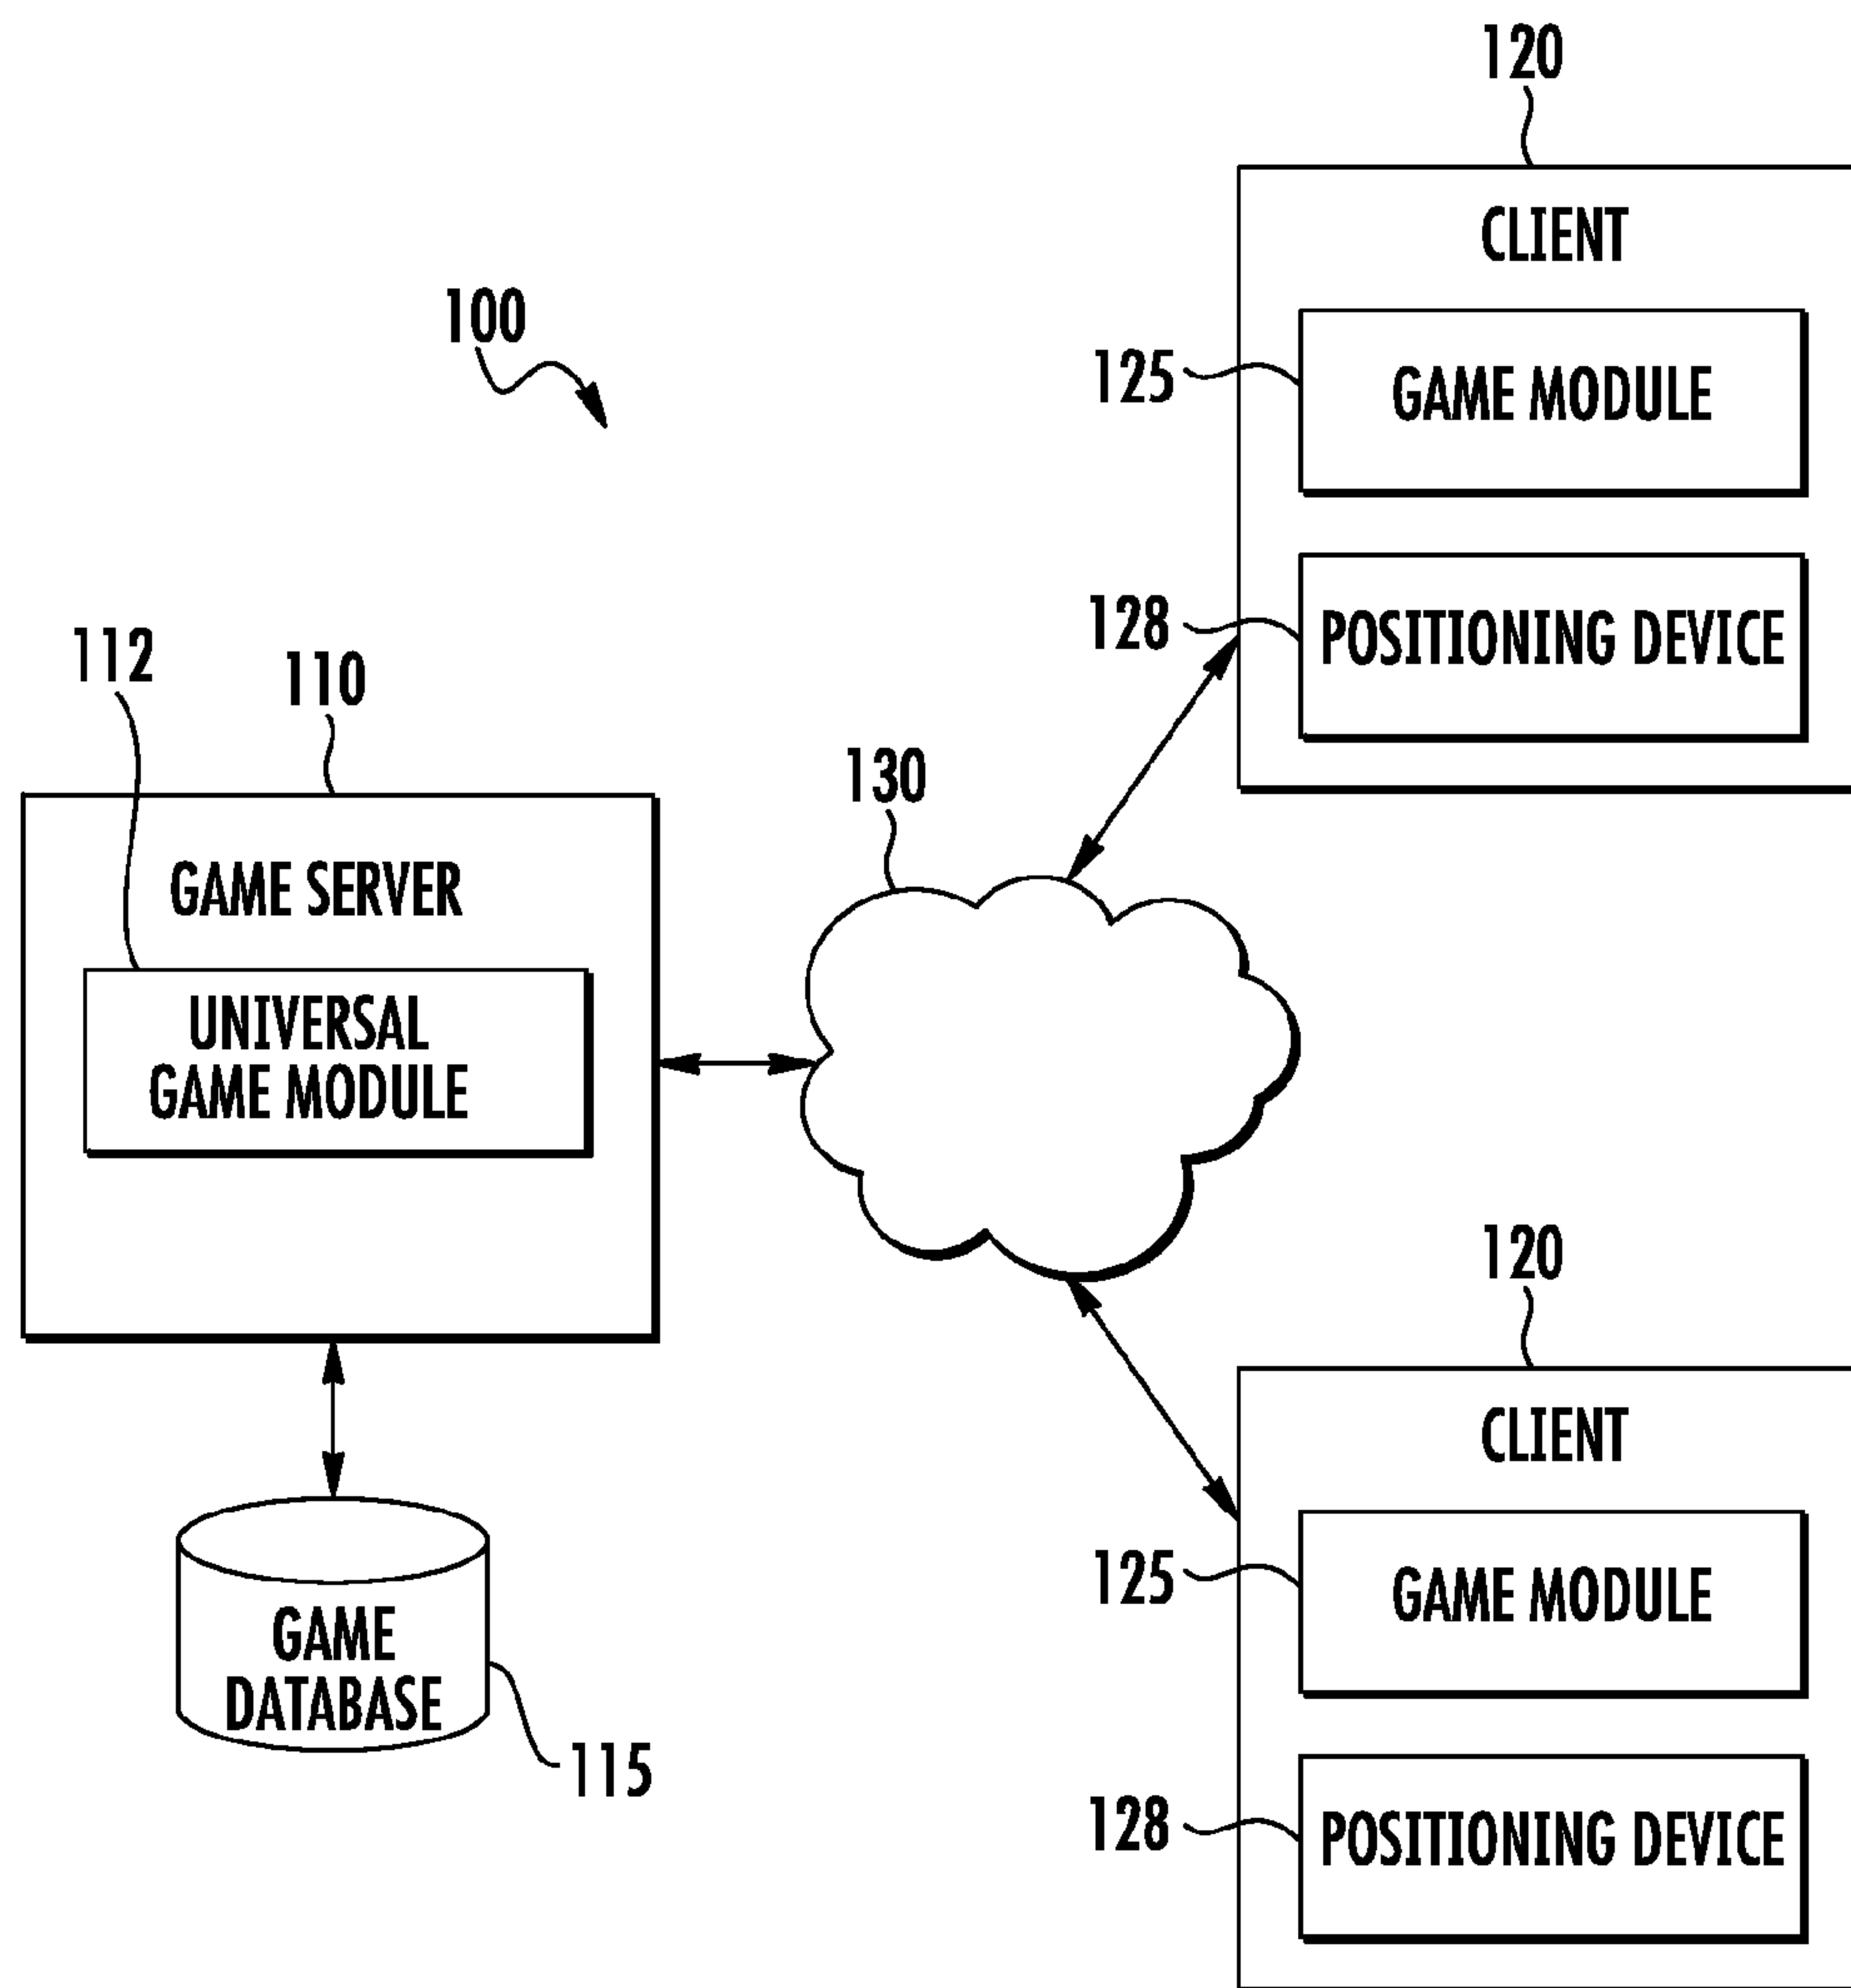 120
CLIENT
100
125
GAME MODULE
128
POSITIONING DEVICE
112
110
130
GAME SERVER
UNIVERSAL
GAME MODULE
120
CLIENT
125
GAME MODULE
GAME
DATABASE
115
128
POSITIONING DEVICE